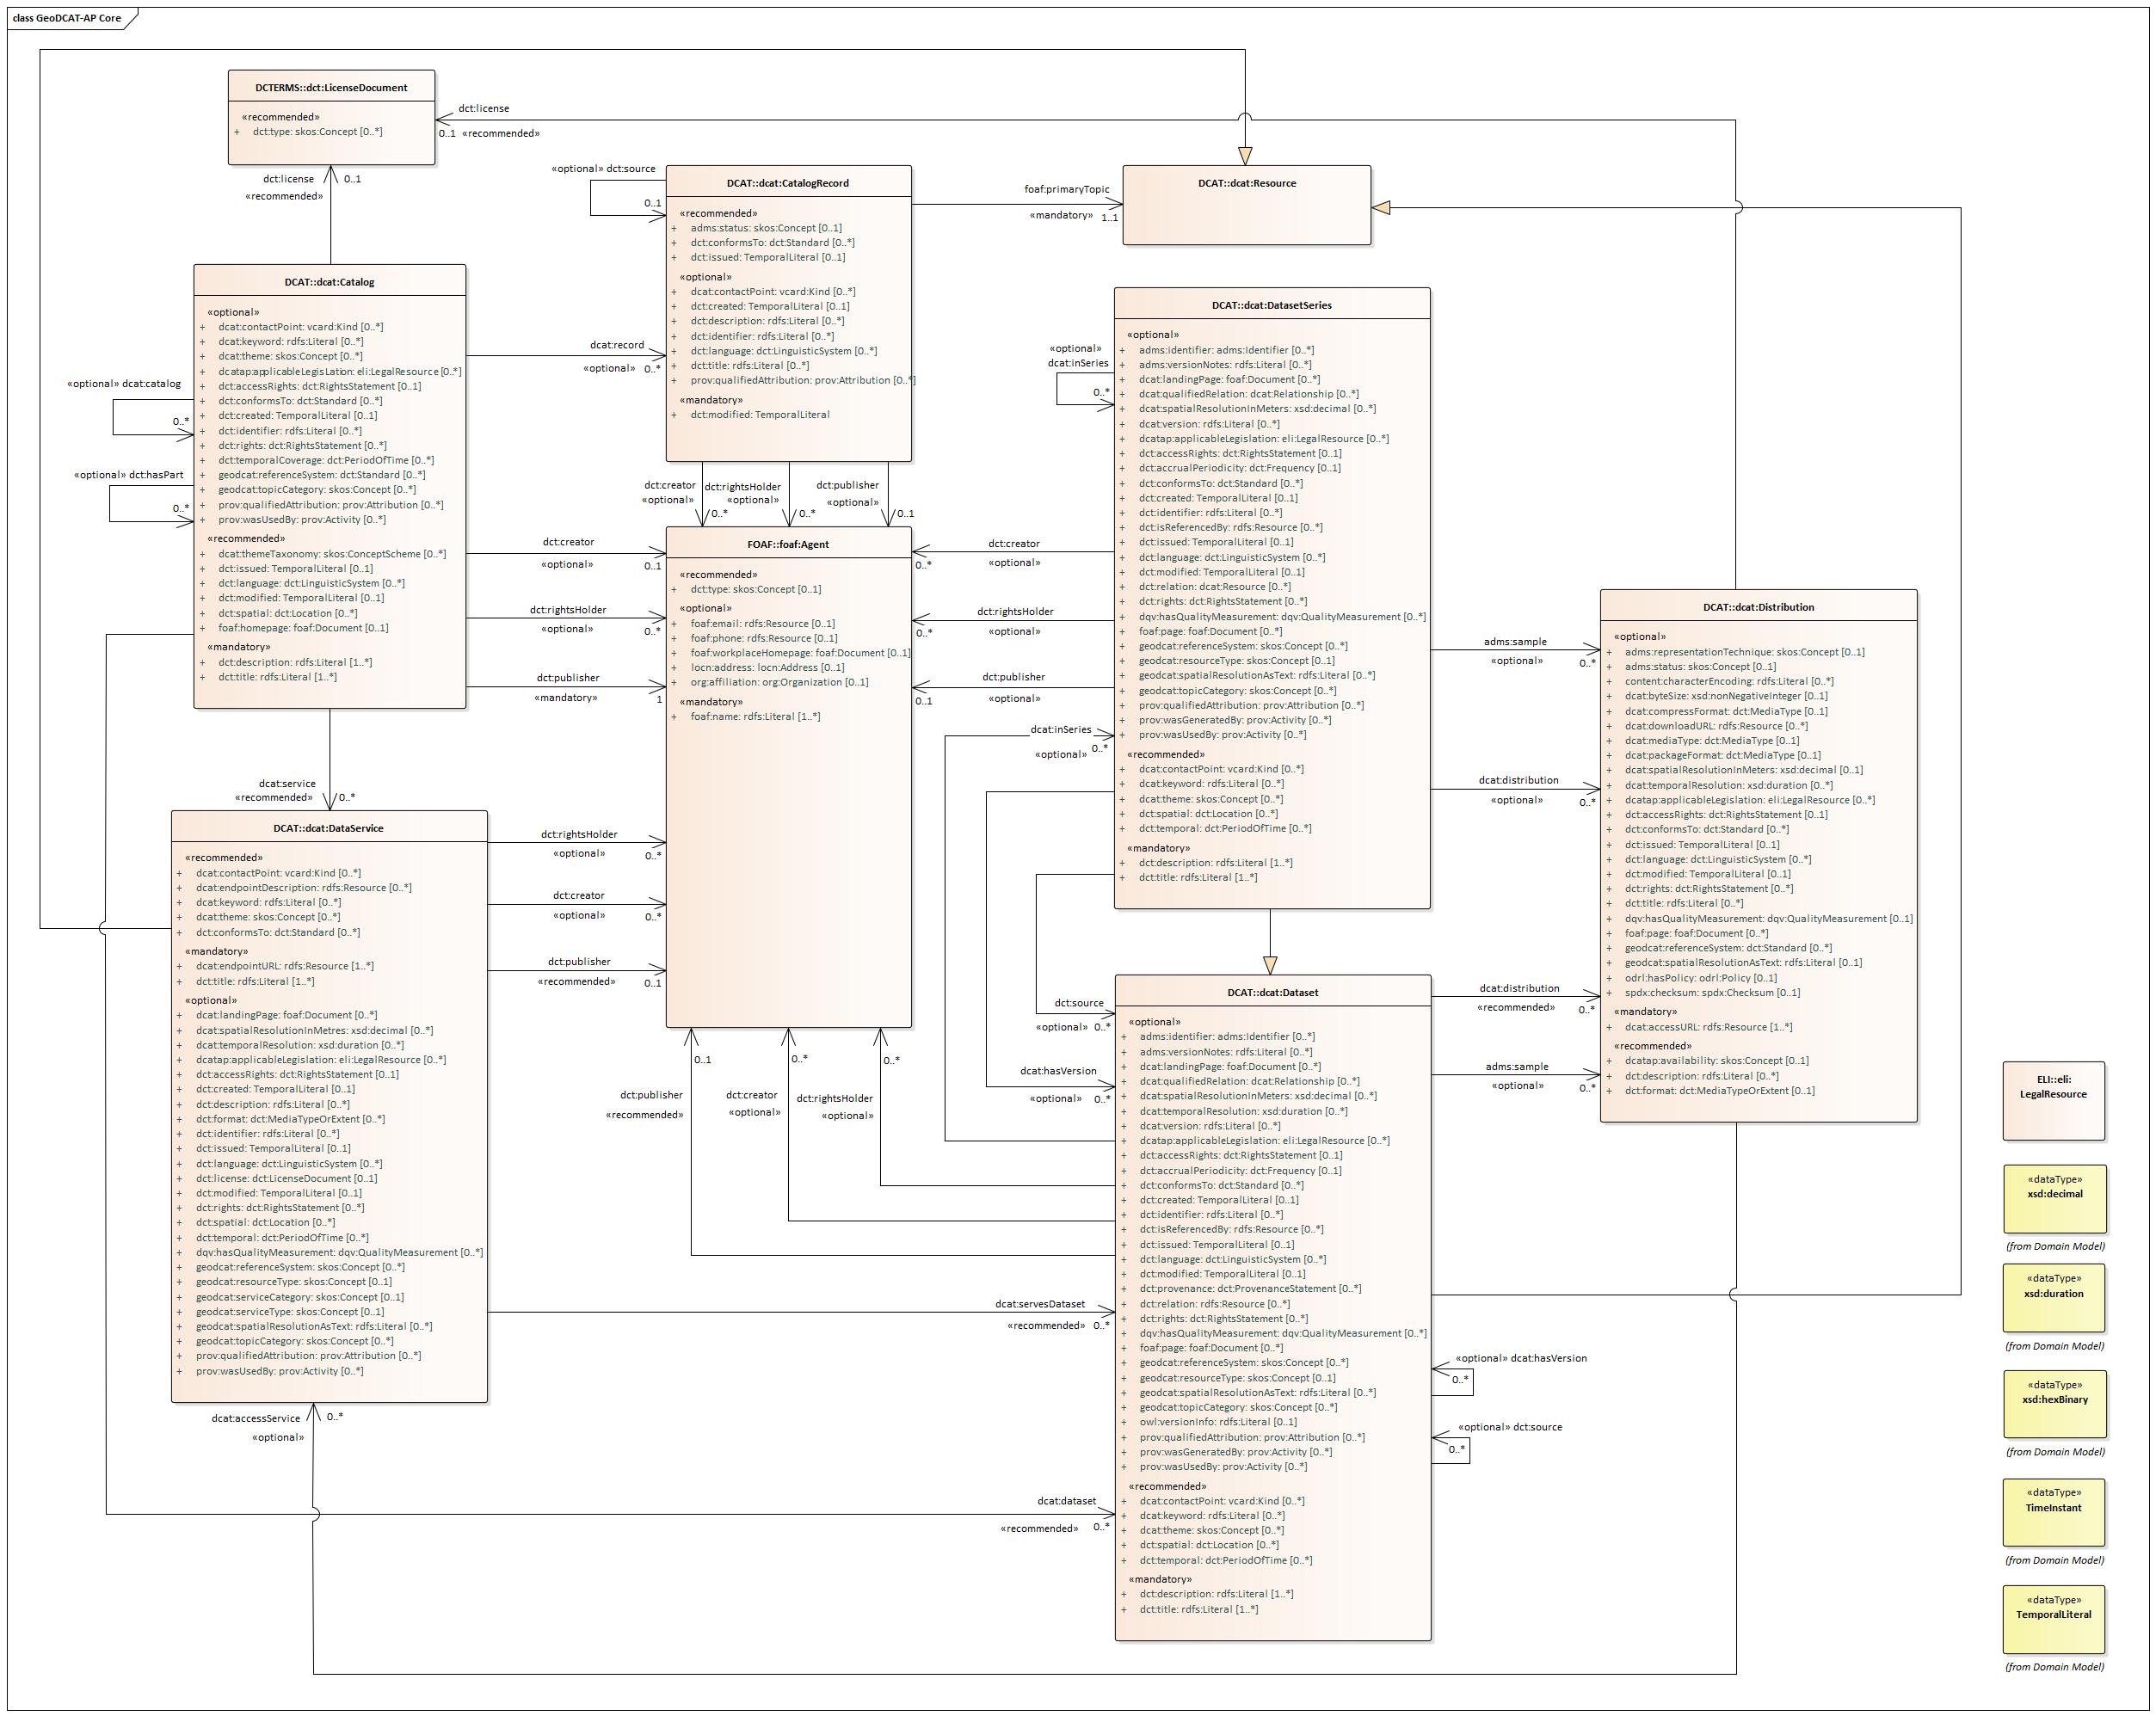 class GeoDCAT-AP Core
DCTERMS::dct:LicenseDocument
«recommended»
+ dct:type: skos:Concept [0..*]
dct:license
0..1 «recommended»
dct:license 0..1
«recommended»
«optional» dct:source
0..1
DCAT::dcat:CatalogRecord
«recommended»
+ adms:status: skos:Concept [0..1]
+ dct:conformsTo: dct:Standard [0..*]
+ dct:issued: TemporalLiteral [0..1]
«optional»
+ dcat:contactPoint: vcard:Kind [0..*]
+ dct:created: TemporalLiteral [0..1]
+ dct:description: rdfs:Literal [0..*]
+ dct:identifier: rdfs:Literal [0..*]
+ dct:language: dct:LinguisticSystem [0..*]
+ dct:title: rdfs:Literal [0..*]
+ prov:qualifiedAttribution: prov:Attribution [0..*]
«mandatory»
+ dct:modified: TemporalLiteral
foaf:primaryTopic
«mandatory» 1..1
DCAT::dcat:Resource
DCAT::dcat:Catalog
«optional»
+ dcat:contactPoint: vcard:Kind [0..*]
+ dcat:keyword: rdfs:Literal [0..*]
+ dcat:theme: skos:Concept [0..*]
+ dcatap:applicableLegislation: eli:LegalResource [0..*]
+ dct:accessRights: dct:RightsStatement [0..1]
+ dct:conformsTo: dct:Standard [0..*]
+ dct:created: TemporalLiteral [0..1]
+ dct:identifier: rdfs:Literal [0..*]
+ dct:rights: dct:RightsStatement [0..*]
+ dct:temporalCoverage: dct:PeriodOfTime [0..*]
+ geodcat:referenceSystem: dct:Standard [0..*]
+ geodcat:topicCategory: skos:Concept [0..*]
+ prov:qualifiedAttribution: prov:Attribution [0..*]
+ prov:wasUsedBy: prov:Activity [0..*]
«recommended»
+ dcat:themeTaxonomy: skos:ConceptScheme [0..*]
+ dct:issued: TemporalLiteral [0..1]
+ dct:language: dct:LinguisticSystem [0..*]
+ dct:modified: TemporalLiteral [0..1]
+ dct:spatial: dct:Location [0..*]
+ foaf:homepage: foaf:Document [0..1]
«mandatory»
+ dct:description: rdfs:Literal [1..*]
+ dct:title: rdfs:Literal [1..*]
«optional» dcat:catalog
0..*
«optional» dct:hasPart
0..*
dcat:record
«optional» 0..*
dct:creator
«optional» 0..1
dct:rightsHolder
«optional» 0..*
dct:publisher
«mandatory» 1
dct:creator
«optional»
0..*
dct:rightsHolder
«optional»
0..*
dct:publisher
«optional»
0..1
FOAF::foaf:Agent
«recommended»
+ dct:type: skos:Concept [0..1]
«optional»
+ foaf:email: rdfs:Resource [0..1]
+ foaf:phone: rdfs:Resource [0..1]
+ foaf:workplaceHomepage: foaf:Document [0..1]
+ locn:address: locn:Address [0..1]
+ org:affiliation: org:Organization [0..1]
«mandatory»
+ foaf:name: rdfs:Literal [1..*]
DCAT::dcat:DatasetSeries
«optional»
+ adms:identifier: adms:Identifier [0..*]
+ adms:versionNotes: rdfs:Literal [0..*]
+ dcat:landingPage: foaf:Document [0..*]
+ dcat:qualifiedRelation: dcat:Relationship [0..*]
+ dcat:spatialResolutionInMeters: xsd:decimal [0..*]
+ dcat:version: rdfs:Literal [0..*]
+ dcatap:applicableLegislation: eli:LegalResource [0..*]
+ dct:accessRights: dct:RightsStatement [0..1]
+ dct:accrualPeriodicity: dct:Frequency [0..1]
+ dct:conformsTo: dct:Standard [0..*]
+ dct:created: TemporalLiteral [0..1]
+ dct:identifier: rdfs:Literal [0..*]
+ dct:isReferencedBy: rdfs:Resource [0..*]
+ dct:issued: TemporalLiteral [0..1]
+ dct:language: dct:LinguisticSystem [0..*]
+ dct:modified: TemporalLiteral [0..1]
+ dct:relation: dcat:Resource [0..*]
+ dct:rights: dct:RightsStatement [0..*]
+ dqv:hasQualityMeasurement: dqv:QualityMeasurement [0..*]
+ foaf:page: foaf:Document [0..*]
+ geodcat:referenceSystem: skos:Concept [0..*]
+ geodcat:resourceType: skos:Concept [0..1]
+ geodcat:spatialResolutionAsText: rdfs:Literal [0..*]
+ geodcat:topicCategory: skos:Concept [0..*]
+ prov:qualifiedAttribution: prov:Attribution [0..*]
+ prov:wasGeneratedBy: prov:Activity [0..*]
+ prov:wasUsedBy: prov:Activity [0..*]
«recommended»
+ dcat:contactPoint: vcard:Kind [0..*]
+ dcat:keyword: rdfs:Literal [0..*]
+ dcat:theme: skos:Concept [0..*]
+ dct:spatial: dct:Location [0..*]
+ dct:temporal: dct:PeriodOfTime [0..*]
«mandatory»
+ dct:description: rdfs:Literal [1..*]
+ dct:title: rdfs:Literal [1..*]
«optional»
dcat:inSeries
0..*
dct:creator
0..* «optional»
dct:rightsHolder
0..* «optional»
dct:publisher
0..1 «optional»
dcat:inSeries
«optional» 0..*
adms:sample
«optional» 0..*
dcat:distribution
«optional» 0..*
DCAT::dcat:Distribution
«optional»
+ adms:representationTechnique: skos:Concept [0..1]
+ adms:status: skos:Concept [0..1]
+ content:characterEncoding: rdfs:Literal [0..*]
+ dcat:byteSize: xsd:nonNegativeInteger [0..1]
+ dcat:compressFormat: dct:MediaType [0..1]
+ dcat:downloadURL: rdfs:Resource [0..*]
+ dcat:mediaType: dct:MediaType [0..1]
+ dcat:packageFormat: dct:MediaType [0..1]
+ dcat:spatialResolutionInMeters: xsd:decimal [0..1]
+ dcat:temporalResolution: xsd:duration [0..*]
+ dcatap:applicableLegislation: eli:LegalResource [0..*]
+ dct:accessRights: dct:RightsStatement [0..1]
+ dct:conformsTo: dct:Standard [0..*]
+ dct:issued: TemporalLiteral [0..1]
+ dct:language: dct:LinguisticSystem [0..*]
+ dct:modified: TemporalLiteral [0..1]
+ dct:rights: dct:RightsStatement [0..*]
+ dct:title: rdfs:Literal [0..*]
+ dqv:hasQualityMeasurement: dqv:QualityMeasurement [0..1]
+ foaf:page: foaf:Document [0..*]
+ geodcat:referenceSystem: dct:Standard [0..*]
+ geodcat:spatialResolutionAsText: rdfs:Literal [0..1]
+ odrl:hasPolicy: odrl:Policy [0..1]
+ spdx:checksum: spdx:Checksum [0..1]
«mandatory»
+ dcat:accessURL: rdfs:Resource [1..*]
«recommended»
+ dcatap:availability: skos:Concept [0..1]
+ dct:description: rdfs:Literal [0..*]
+ dct:format: dct:MediaTypeOrExtent [0..1]
dcat:service
«recommended» 0..*
DCAT::dcat:DataService
«recommended»
+ dcat:contactPoint: vcard:Kind [0..*]
+ dcat:endpointDescription: rdfs:Resource [0..*]
+ dcat:keyword: rdfs:Literal [0..*]
+ dcat:theme: skos:Concept [0..*]
+ dct:conformsTo: dct:Standard [0..*]
«mandatory»
+ dcat:endpointURL: rdfs:Resource [1..*]
+ dct:title: rdfs:Literal [1..*]
«optional»
+ dcat:landingPage: foaf:Document [0..*]
+ dcat:spatialResolutionInMetres: xsd:decimal [0..*]
+ dcat:temporalResolution: xsd:duration [0..*]
+ dcatap:applicableLegislation: eli:LegalResource [0..*]
+ dct:accessRights: dct:RightsStatement [0..1]
+ dct:created: TemporalLiteral [0..1]
+ dct:description: rdfs:Literal [0..*]
+ dct:format: dct:MediaTypeOrExtent [0..*]
+ dct:identifier: rdfs:Literal [0..*]
+ dct:issued: TemporalLiteral [0..1]
+ dct:language: dct:LinguisticSystem [0..*]
+ dct:license: dct:LicenseDocument [0..1]
+ dct:modified: TemporalLiteral [0..1]
+ dct:rights: dct:RightsStatement [0..*]
+ dct:spatial: dct:Location [0..*]
+ dct:temporal: dct:PeriodOfTime [0..*]
+ dqv:hasQualityMeasurement: dqv:QualityMeasurement [0..*]
+ geodcat:referenceSystem: skos:Concept [0..*]
+ geodcat:resourceType: skos:Concept [0..1]
+ geodcat:serviceCategory: skos:Concept [0..1]
+ geodcat:serviceType: skos:Concept [0..1]
+ geodcat:spatialResolutionAsText: rdfs:Literal [0..*]
+ geodcat:topicCategory: skos:Concept [0..*]
+ prov:qualifiedAttribution: prov:Attribution [0..*]
+ prov:wasUsedBy: prov:Activity [0..*]
dct:rightsHolder
«optional» 0..*
dct:creator
«optional» 0..*
dct:publisher
«recommended» 0..1
dct:publisher
«recommended»
0..1
dct:creator
«optional»
0..*
dct:rightsHolder
«optional»
0..*
dct:source
«optional» 0..*
dcat:hasVersion
«optional» 0..*
DCAT::dcat:Dataset
«optional»
+ adms:identifier: adms:Identifier [0..*]
+ adms:versionNotes: rdfs:Literal [0..*]
+ dcat:landingPage: foaf:Document [0..*]
+ dcat:qualifiedRelation: dcat:Relationship [0..*]
+ dcat:spatialResolutionInMeters: xsd:decimal [0..*]
+ dcat:temporalResolution: xsd:duration [0..*]
+ dcat:version: rdfs:Literal [0..*]
+ dcatap:applicableLegislation: eli:LegalResource [0..*]
+ dct:accessRights: dct:RightsStatement [0..1]
+ dct:accrualPeriodicity: dct:Frequency [0..1]
+ dct:conformsTo: dct:Standard [0..*]
+ dct:created: TemporalLiteral [0..1]
+ dct:identifier: rdfs:Literal [0..*]
+ dct:isReferencedBy: rdfs:Resource [0..*]
+ dct:issued: TemporalLiteral [0..1]
+ dct:language: dct:LinguisticSystem [0..*]
+ dct:modified: TemporalLiteral [0..1]
+ dct:provenance: dct:ProvenanceStatement [0..*]
+ dct:relation: rdfs:Resource [0..*]
+ dct:rights: dct:RightsStatement [0..*]
+ dqv:hasQualityMeasurement: dqv:QualityMeasurement [0..*]
+ foaf:page: foaf:Document [0..*]
+ geodcat:referenceSystem: skos:Concept [0..*]
+ geodcat:resourceType: skos:Concept [0..1]
+ geodcat:spatialResolutionAsText: rdfs:Literal [0..*]
+ geodcat:topicCategory: skos:Concept [0..*]
+ owl:versionInfo: rdfs:Literal [0..1]
+ prov:qualifiedAttribution: prov:Attribution [0..*]
+ prov:wasGeneratedBy: prov:Activity [0..*]
+ prov:wasUsedBy: prov:Activity [0..*]
«recommended»
+ dcat:contactPoint: vcard:Kind [0..*]
+ dcat:keyword: rdfs:Literal [0..*]
+ dcat:theme: skos:Concept [0..*]
+ dct:spatial: dct:Location [0..*]
+ dct:temporal: dct:PeriodOfTime [0..*]
«mandatory»
+ dct:description: rdfs:Literal [1..*]
+ dct:title: rdfs:Literal [1..*]
dcat:distribution
«recommended» 0..*
adms:sample
«optional» 0..*
«optional» dcat:hasVersion
0..*
«optional» dct:source
0..*
dcat:servesDataset
«recommended» 0..*
dcat:accessService 0..*
«optional»
dcat:dataset
«recommended» 0..*
ELI::eli:
LegalResource
«dataType»
xsd:decimal
(from Domain Model)
«dataType»
xsd:duration
(from Domain Model)
«dataType»
xsd:hexBinary
(from Domain Model)
«dataType»
TimeInstant
(from Domain Model)
«dataType»
TemporalLiteral
(from Domain Model)